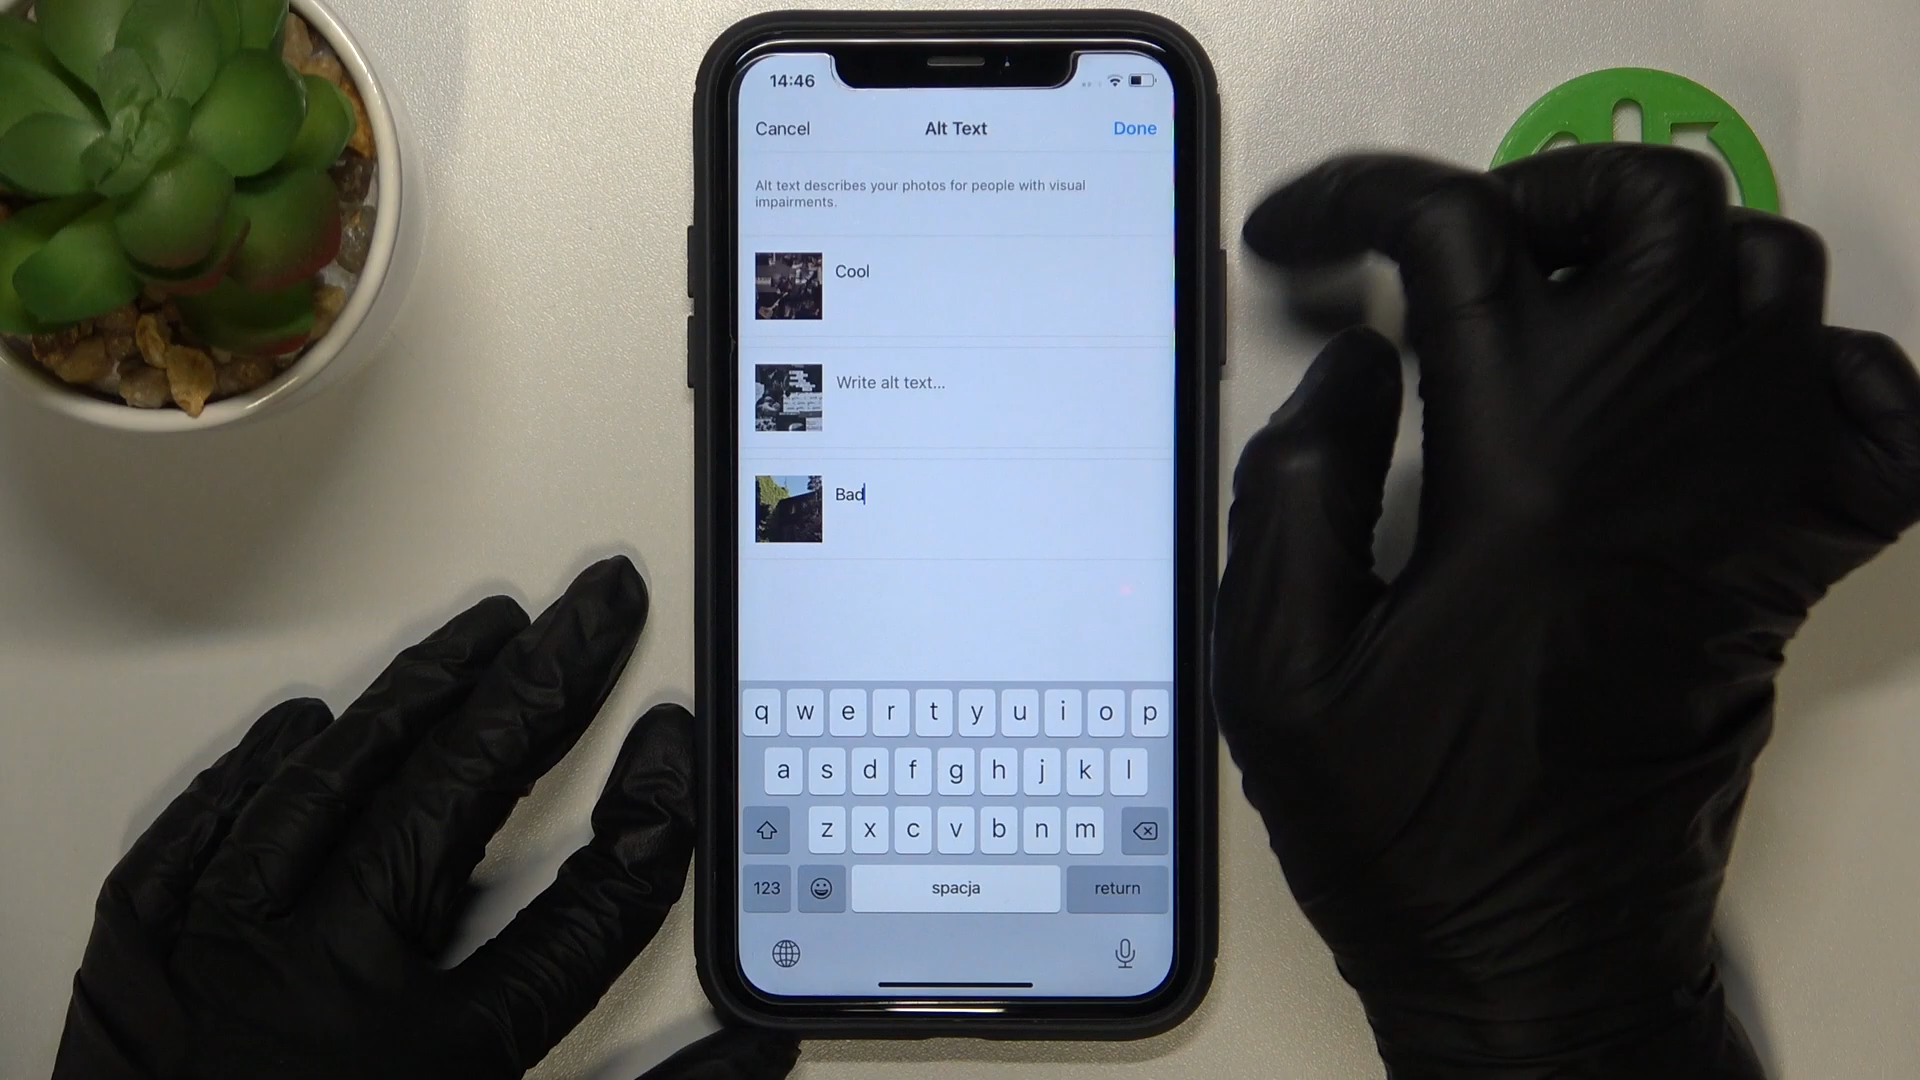 14:46
Cancel Alt Text Done
Alt text describes your photos for people with visual
impairments.
Cool
Write alt text...
Bad
q w e r t y u i o p
a s d f g h j k l
z x c v b n m
123 spacja return